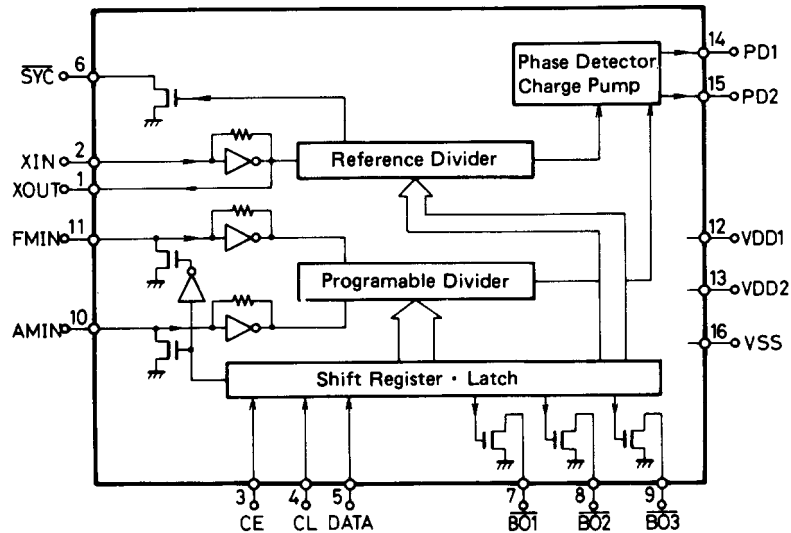 6
SYC
14
PD1
Phase Detector
Charge Pump
15
PD2
2
XIN
Reference Divider
1
XOUT
11
FMIN
12
VDD1
Programable Divider
13
VDD2
10
AMIN
16
VSS
Shift Register · Latch
3
CE
4
CL
5
DATA
7
BO1
8
BO2
9
BO3